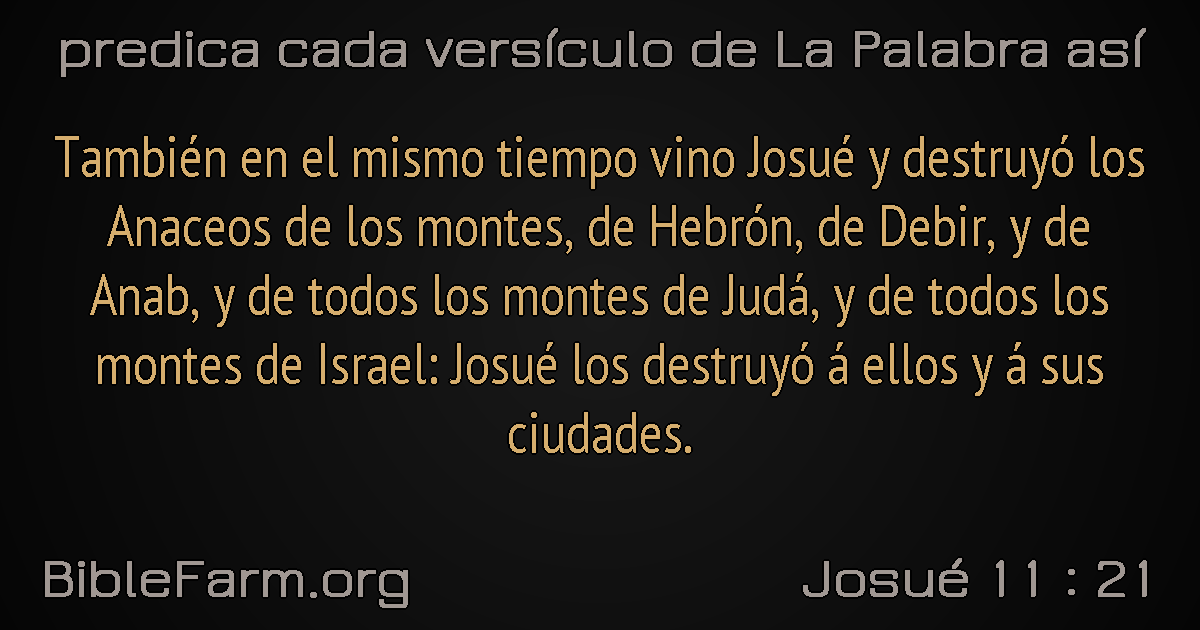 predica cada versículo de La Palabra así
También en el mismo tiempo vino Josué y destruyó los
Anaceos de los montes, de Hebrón, de Debir, y de
Anab, y de todos los montes de Judá, y de todos los
montes de Israel: Josué los destruyó á ellos y á sus
ciudades.
BibleFarm.org
Josué 11 : 21